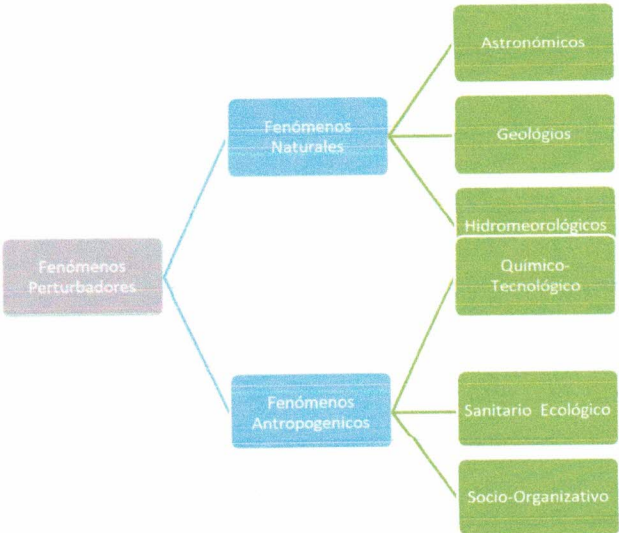 Astronómicos
Fenómenos
Naturales
Geológios
Hidromeorológicos
Fenómenos
Perturbadores
Químico-
Tecnológico
Fenómenos
Antropogenicos
Sanitario Ecológico
Socio-Organizativo